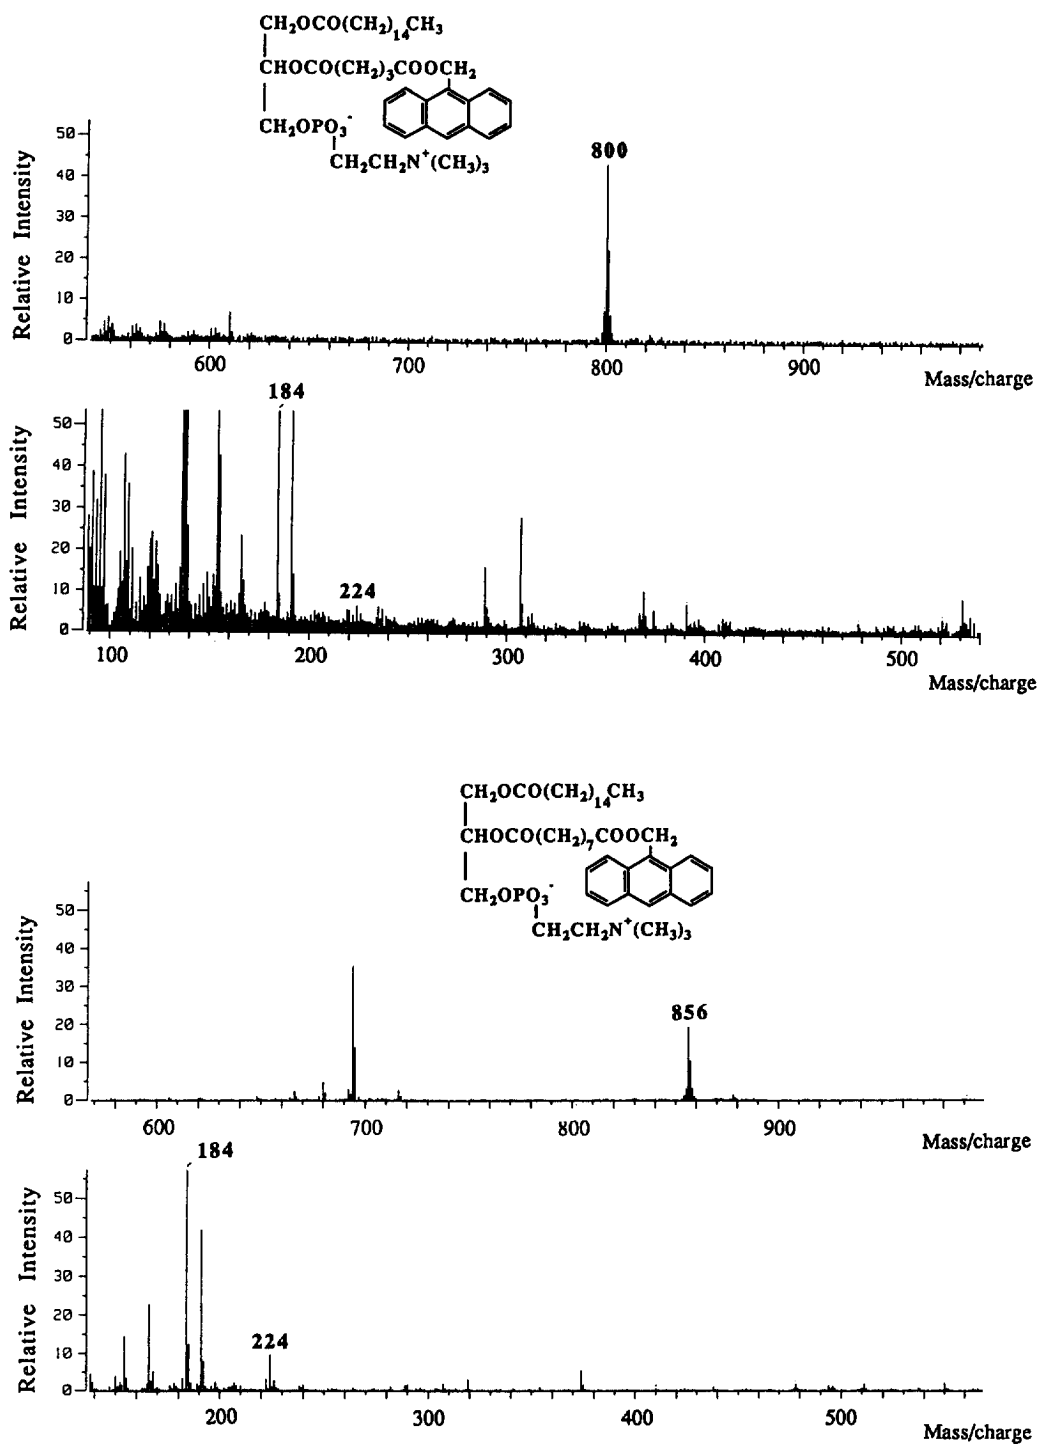 CH2OCO(CH2)14CH3
CHOCO(CH2)3COOCH2
CH2OPO3-
CH2CH2N+(CH3)3
Relative Intensity
50
40
30
20
10
0
800
600
700
800
900
Mass/charge
Relative Intensity
50
40
30
20
10
0
184
224
100
200
300
400
500
Mass/charge
CH2OCO(CH2)14CH3
CHOCO(CH2)7COOCH2
CH2OPO3-
CH2CH2N+(CH3)3
Relative Intensity
50
40
30
20
10
0
856
600
700
800
900
Mass/charge
Relative Intensity
50
40
30
20
10
0
184
224
200
300
400
500
Mass/charge